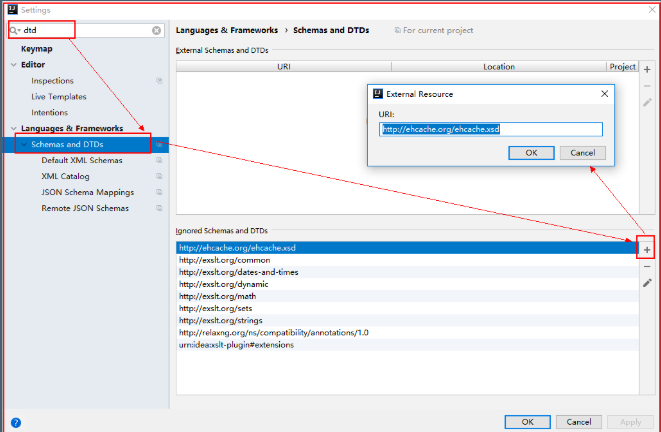 Settings
dtd
Keymap
Editor
Inspections
Live Templates
Intentions
Languages & Frameworks
Schemas and DTDs
Default XML Schemas
XML Catalog
JSON Schema Mappings
Remote JSON Schemas
Languages & Frameworks › Schemas and DTDs For current project
External Schemas and DTDs
URI Location Project
External Resource
URI:
http://ehcache.org/ehcache.xsd
OK Cancel
Ignored Schemas and DTDs
http://ehcache.org/ehcache.xsd
http://exslt.org/common
http://exslt.org/dates-and-times
http://exslt.org/dynamic
http://exslt.org/math
http://exslt.org/sets
http://exslt.org/strings
http://relaxng.org/ns/compatibility/annotations/1.0
urn:idea:xslt-plugin#extensions
OK Cancel Apply